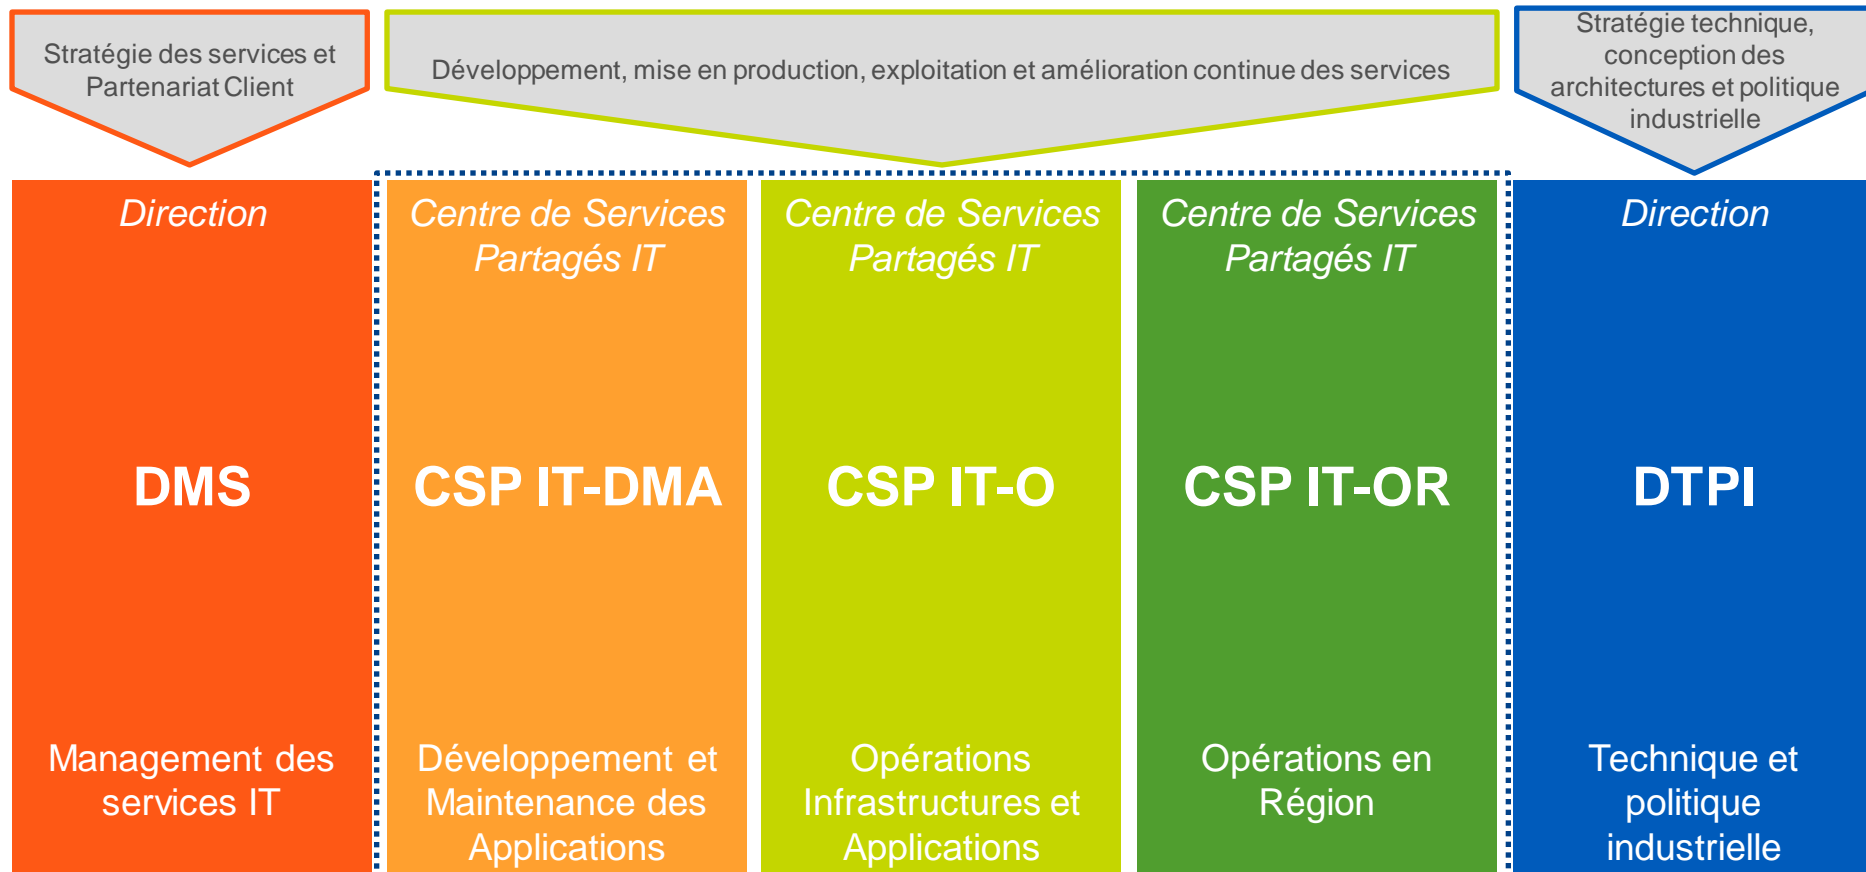 Stratégie des services et
Partenariat Client
Développement, mise en production, exploitation et amélioration continue des services
Stratégie technique,
conception des
architectures et politique
industrielle
Direction
DMS
Management des
services IT
Centre de Services
Partagés IT
CSP IT-DMA
Développement et
Maintenance des
Applications
Centre de Services
Partagés IT
CSP IT-O
Opérations
Infrastructures et
Applications
Centre de Services
Partagés IT
CSP IT-OR
Opérations en
Région
Direction
DTPI
Technique et
politique
industrielle